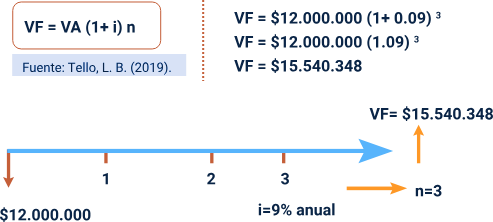 VF = VA (1+ i) n
Fuente: Tello, L. B. (2019).
VF = $12.000.000 (1+ 0.09) ³
VF = $12.000.000 (1.09) ³
VF = $15.540.348
VF= $15.540.348
1
2
3
n=3
i=9% anual
$12.000.000